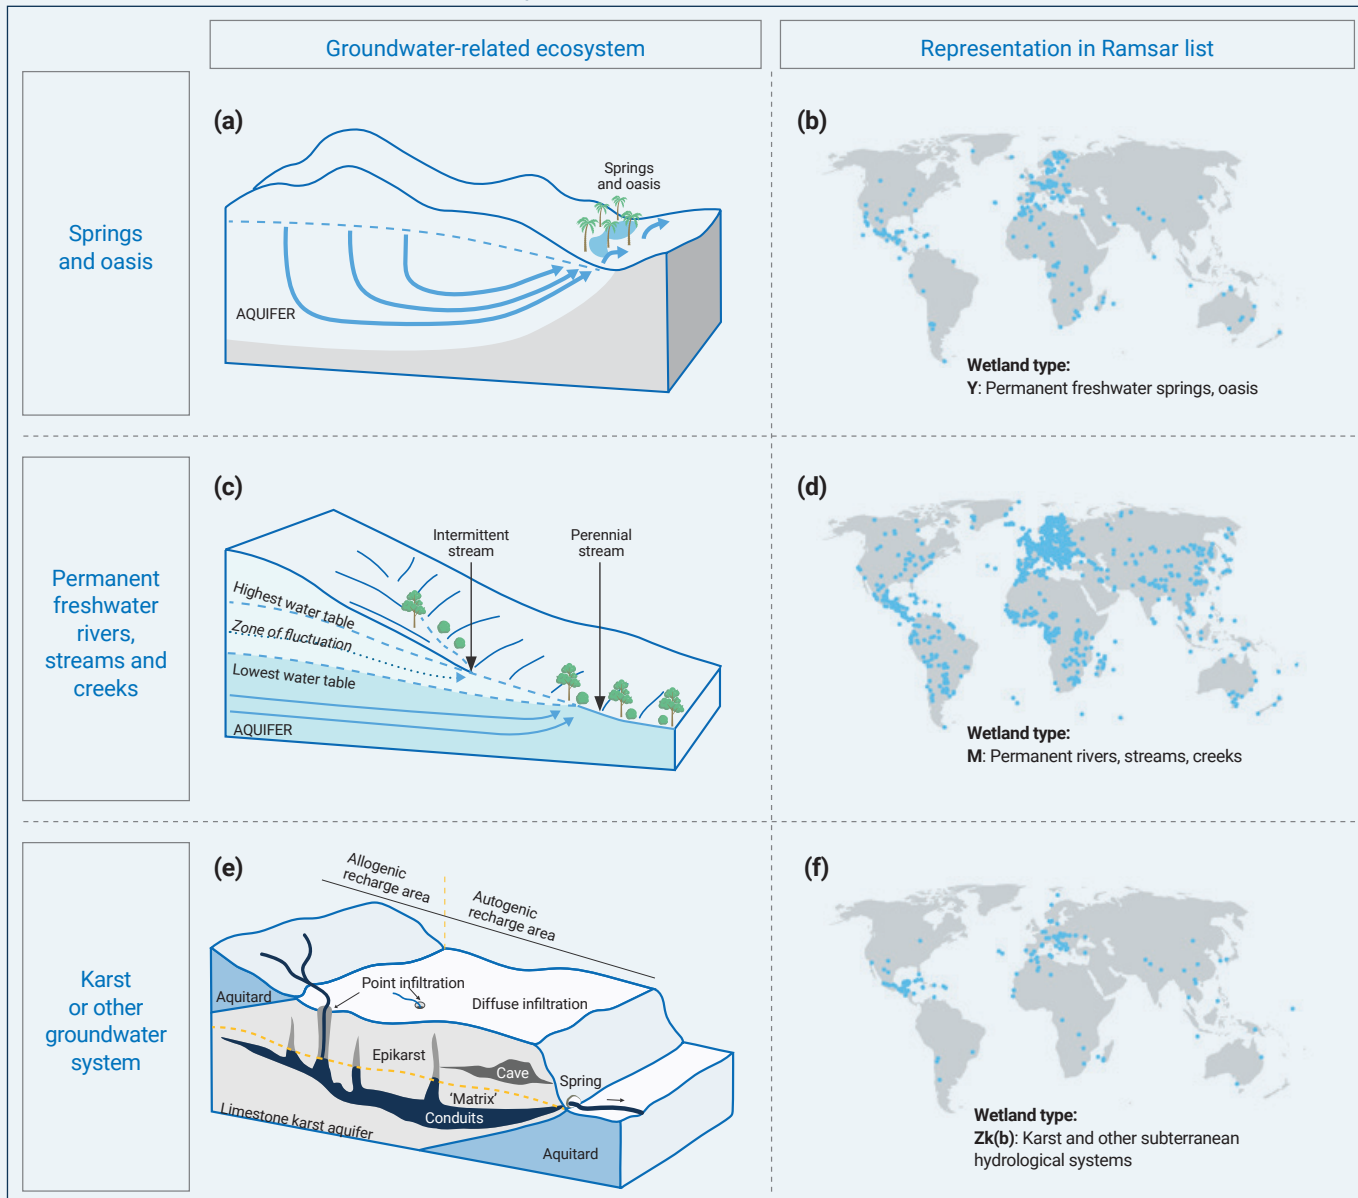 Groundwater-related ecosystem
Representation in Ramsar list
Springs
and oasis
(a)
Springs
and oasis
AQUIFER
(b)
Wetland type:
Y: Permanent freshwater springs, oasis
Permanent
freshwater
rivers,
streams and
creeks
(c)
Intermittent
stream
Perennial
stream
Highest water table
Zone of fluctuation
Lowest water table
AQUIFER
(d)
Wetland type:
M: Permanent rivers, streams, creeks
Karst
or other
groundwater
system
(e)
Allogenic
recharge area
Autogenic
recharge area
Aquitard
Point infiltration
Diffuse infiltration
Epikarst
Cave
Spring
'Matrix'
Conduits
Limestone karst aquifer
Aquitard
(f)
Wetland type:
Zk(b): Karst and other subterranean
hydrological systems